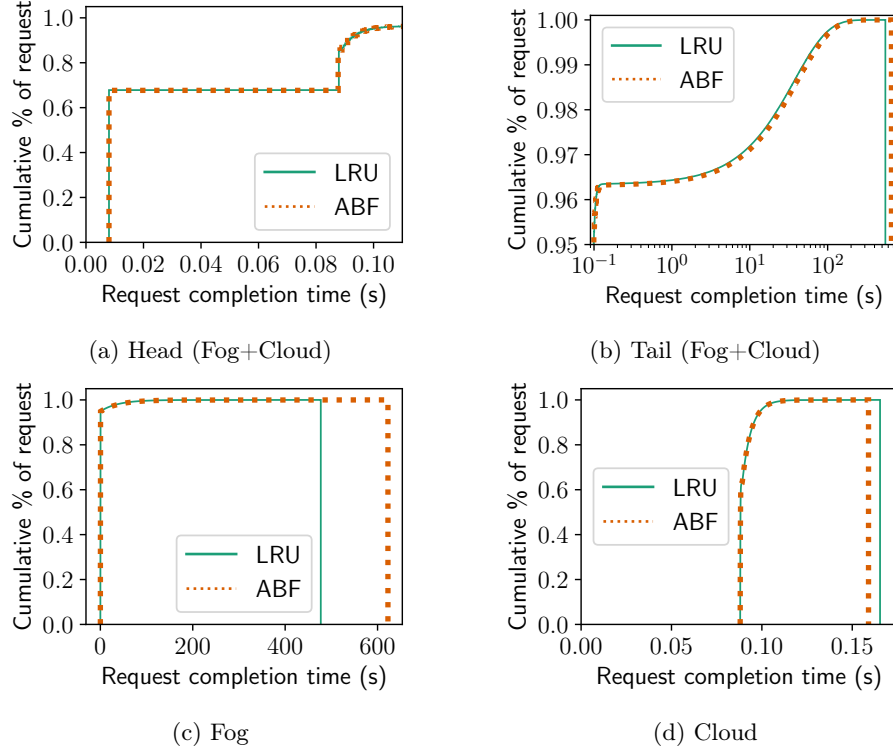 Cumulative % of request
1.0
0.8
0.6
0.4
0.2
0.0
LRU
ABF
0.00 0.02 0.04 0.06 0.08 0.10
Request completion time (s)
(a) Head (Fog+Cloud)
Cumulative % of request
1.00
0.99
0.98
0.97
0.96
0.95
LRU
ABF
10⁻¹ 10⁰ 10¹ 10²
Request completion time (s)
(b) Tail (Fog+Cloud)
Cumulative % of request
1.0
0.8
0.6
0.4
0.2
0.0
LRU
ABF
0 200 400 600
Request completion time (s)
(c) Fog
Cumulative % of request
1.0
0.8
0.6
0.4
0.2
0.0
LRU
ABF
0.00 0.05 0.10 0.15
Request completion time (s)
(d) Cloud